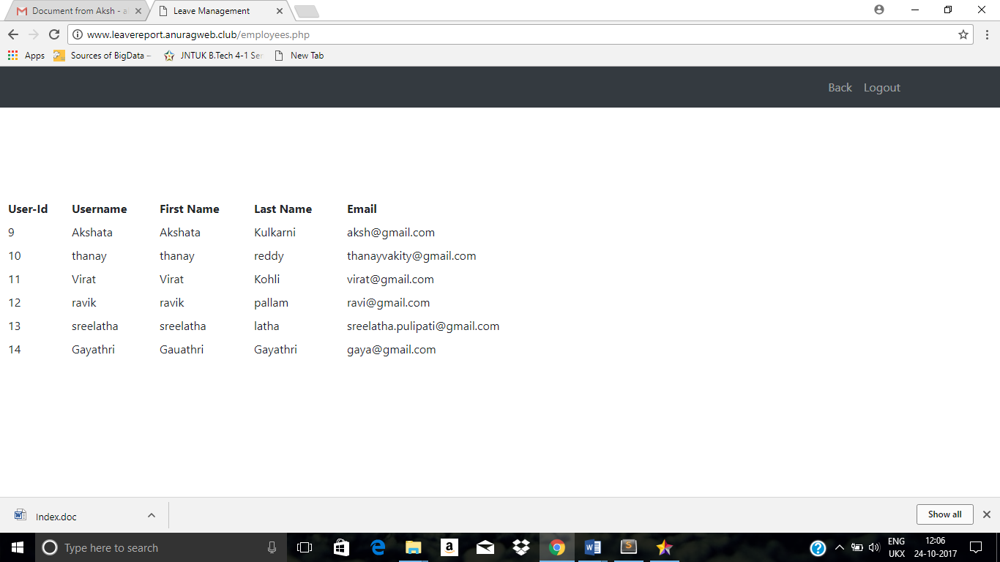 Document from Aksh - a
Leave Management
www.leavereport.anuragweb.club/employees.php
Apps Sources of BigData – JNTUK B.Tech 4-1 Ser New Tab
Back Logout
User-Id Username First Name Last Name Email
9 Akshata Akshata Kulkarni aksh@gmail.com
10 thanay thanay reddy thanayvakity@gmail.com
11 Virat Virat Kohli virat@gmail.com
12 ravik ravik pallam ravi@gmail.com
13 sreelatha sreelatha latha sreelatha.pulipati@gmail.com
14 Gayathri Gauathri Gayathri gaya@gmail.com
Index.doc Show all
Type here to search
ENG 12:06
UKX 24-10-2017